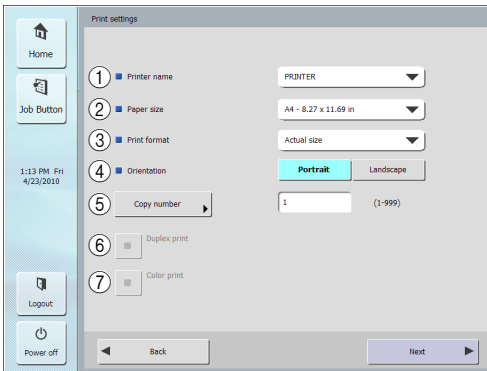 Print settings
Home
Job Button
1:13 PM Fri
4/23/2010
Logout
Power off
1 Printer name PRINTER
2 Paper size A4 - 8.27 x 11.69 in
3 Print format Actual size
4 Orientation Portrait Landscape
5 Copy number 1 (1-999)
6 Duplex print
7 Color print
Back Next